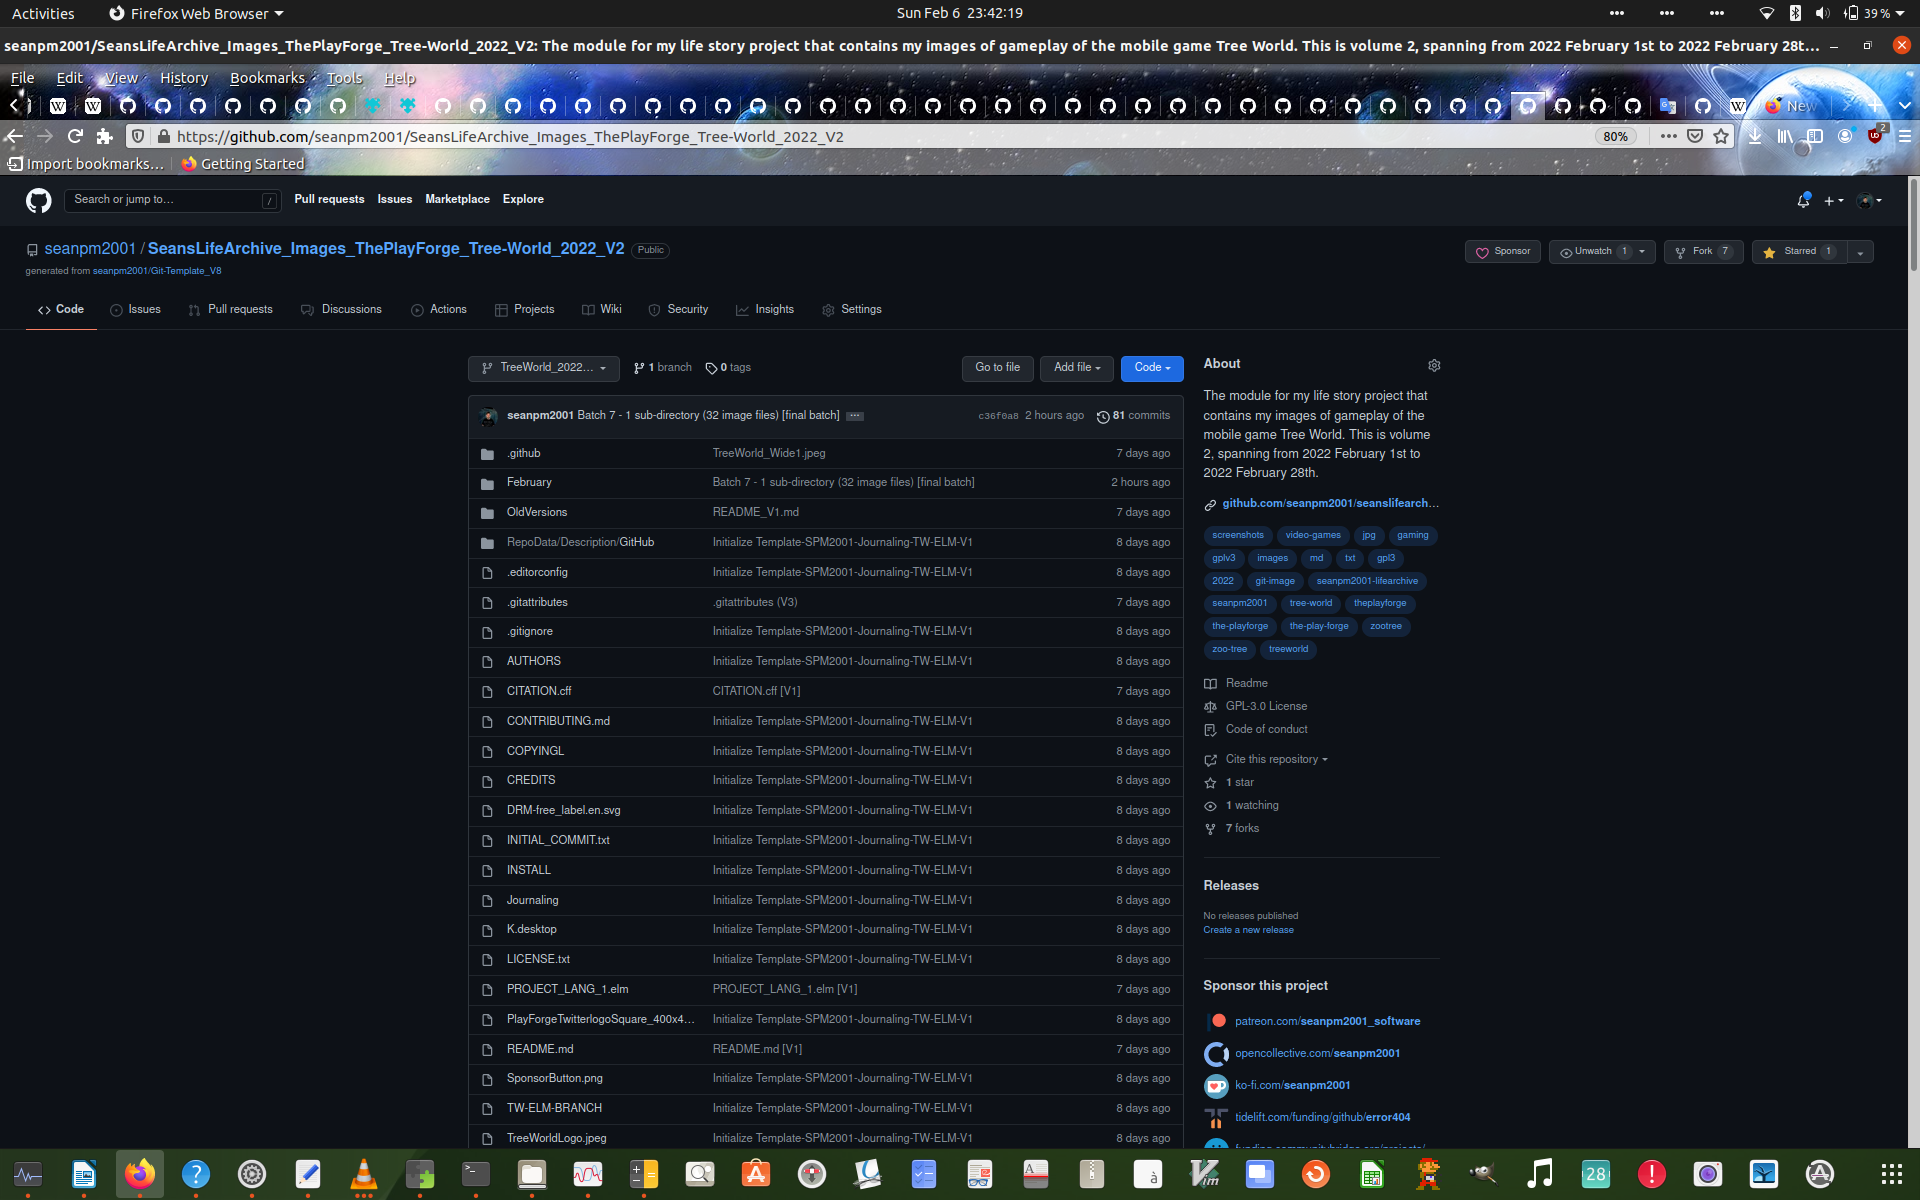 Activities
Firefox Web Browser
Sun Feb 6  23:42:19
39 %
seanpm2001/SeansLifeArchive_Images_ThePlayForge_Tree-World_2022_V2: The module for my life story project that contains my images of gameplay of the mobile game Tree World. This is volume 2, spanning from 2022 February 1st to 2022 February 28t…
File Edit View History Bookmarks Tools Help
New
https://github.com/seanpm2001/SeansLifeArchive_Images_ThePlayForge_Tree-World_2022_V2
80%
2
Import bookmarks…
Getting Started
Search or jump to…
/
Pull requests
Issues
Marketplace
Explore
seanpm2001 / SeansLifeArchive_Images_ThePlayForge_Tree-World_2022_V2 Public
generated from seanpm2001/Git-Template_V8
Sponsor
Unwatch 1
Fork 7
Starred 1
Code
Issues
Pull requests
Discussions
Actions
Projects
Wiki
Security
Insights
Settings
TreeWorld_2022…
1 branch
0 tags
Go to file
Add file
Code
seanpm2001 Batch 7 - 1 sub-directory (32 image files) [final batch] … c36f0a8 2 hours ago 81 commits
.github TreeWorld_Wide1.jpeg 7 days ago
February Batch 7 - 1 sub-directory (32 image files) [final batch] 2 hours ago
OldVersions README_V1.md 7 days ago
RepoData/Description/GitHub Initialize Template-SPM2001-Journaling-TW-ELM-V1 8 days ago
.editorconfig Initialize Template-SPM2001-Journaling-TW-ELM-V1 8 days ago
.gitattributes .gitattributes (V3) 7 days ago
.gitignore Initialize Template-SPM2001-Journaling-TW-ELM-V1 8 days ago
AUTHORS Initialize Template-SPM2001-Journaling-TW-ELM-V1 8 days ago
CITATION.cff CITATION.cff [V1] 7 days ago
CONTRIBUTING.md Initialize Template-SPM2001-Journaling-TW-ELM-V1 8 days ago
COPYINGL Initialize Template-SPM2001-Journaling-TW-ELM-V1 8 days ago
CREDITS Initialize Template-SPM2001-Journaling-TW-ELM-V1 8 days ago
DRM-free_label.en.svg Initialize Template-SPM2001-Journaling-TW-ELM-V1 8 days ago
INITIAL_COMMIT.txt Initialize Template-SPM2001-Journaling-TW-ELM-V1 8 days ago
INSTALL Initialize Template-SPM2001-Journaling-TW-ELM-V1 8 days ago
Journaling Initialize Template-SPM2001-Journaling-TW-ELM-V1 8 days ago
K.desktop Initialize Template-SPM2001-Journaling-TW-ELM-V1 8 days ago
LICENSE.txt Initialize Template-SPM2001-Journaling-TW-ELM-V1 8 days ago
PROJECT_LANG_1.elm PROJECT_LANG_1.elm [V1] 7 days ago
PlayForgeTwitterlogoSquare_400x4… Initialize Template-SPM2001-Journaling-TW-ELM-V1 8 days ago
README.md README.md [V1] 7 days ago
SponsorButton.png Initialize Template-SPM2001-Journaling-TW-ELM-V1 8 days ago
TW-ELM-BRANCH Initialize Template-SPM2001-Journaling-TW-ELM-V1 8 days ago
TreeWorldLogo.jpeg Initialize Template-SPM2001-Journaling-TW-ELM-V1 8 days ago
About
The module for my life story project that
contains my images of gameplay of the
mobile game Tree World. This is volume
2, spanning from 2022 February 1st to
2022 February 28th.
github.com/seanpm2001/seanslifearch…
screenshots video-games jpg gaming
gplv3 images md txt gpl3
2022 git-image seanpm2001-lifearchive
seanpm2001 tree-world theplayforge
the-playforge the-play-forge zootree
zoo-tree treeworld
Readme
GPL-3.0 License
Code of conduct
Cite this repository
1 star
1 watching
7 forks
Releases
No releases published
Create a new release
Sponsor this project
patreon.com/seanpm2001_software
opencollective.com/seanpm2001
ko-fi.com/seanpm2001
tidelift.com/funding/github/error404
28